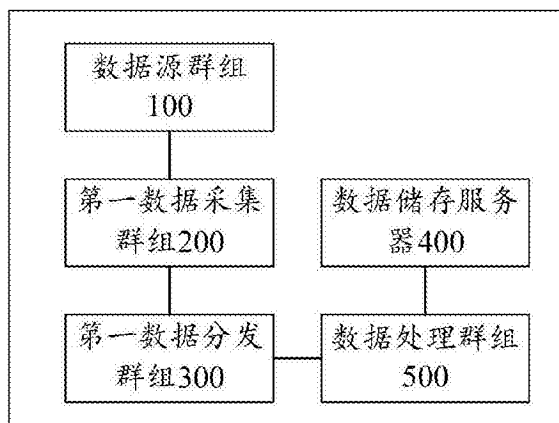 数据源群组
100
第一数据采集
群组200
数据储存服务
器400
第一数据分发
群组300
数据处理群组
500